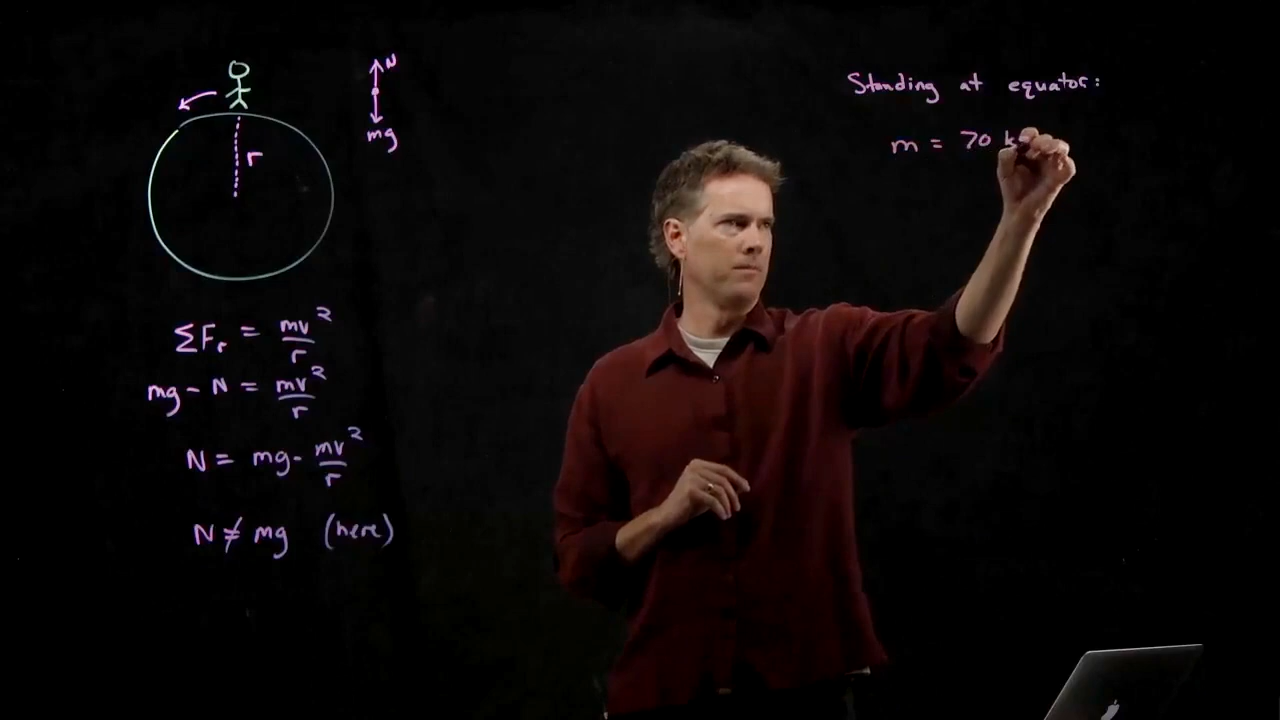 N
mg
r
ΣFᵣ = mv²/r
mg - N = mv²/r
N = mg - mv²/r
N ≠ mg (here)
Standing at equator:
m = 70 k